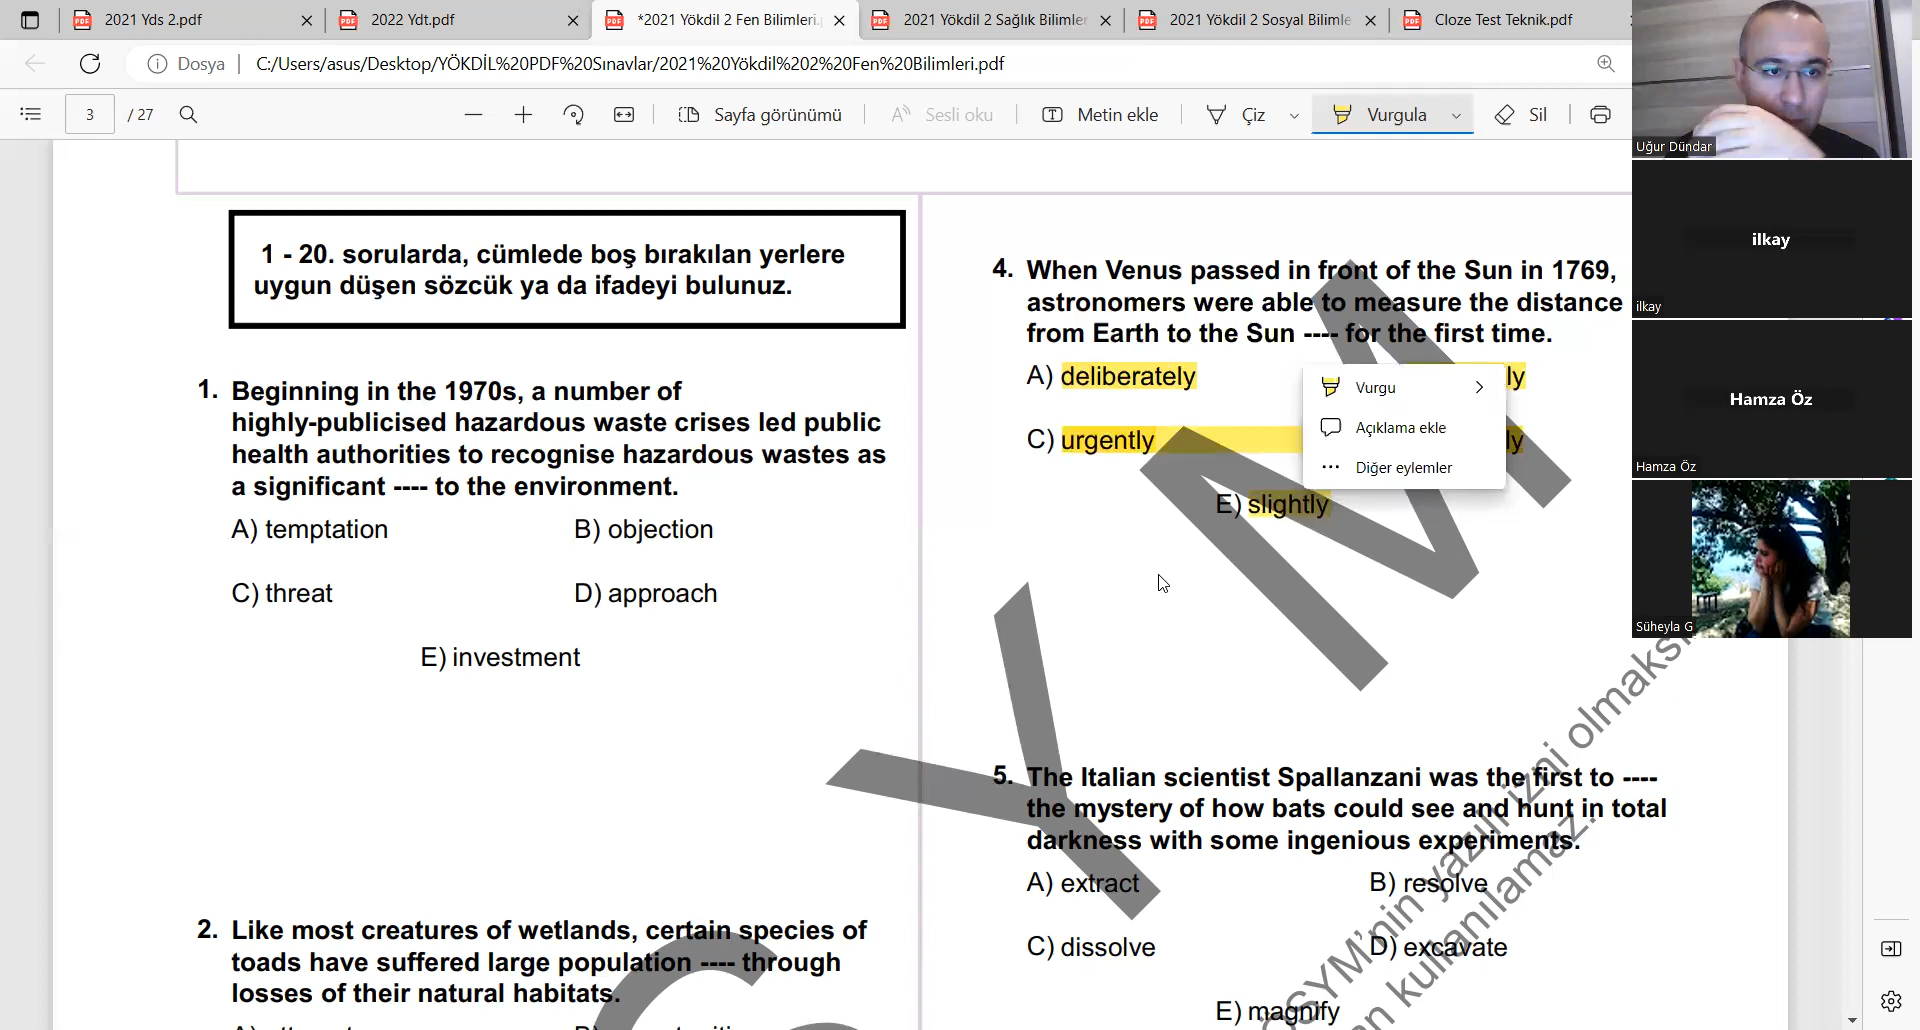 2021 Yds 2.pdf
2022 Ydt.pdf
*2021 Yökdil 2 Fen Bilimleri.
2021 Yökdil 2 Sağlık Bilimler
2021 Yökdil 2 Sosyal Bilimle
Cloze Test Teknik.pdf
Dosya
C:/Users/asus/Desktop/YÖKDİL%20PDF%20Sınavlar/2021%20Yökdil%202%20Fen%20Bilimleri.pdf
3 / 27
Sayfa görünümü
Sesli oku
Metin ekle
Çiz
Vurgula
Sil
1 - 20. sorularda, cümlede boş bırakılan yerlere
uygun düşen sözcük ya da ifadeyi bulunuz.
1. Beginning in the 1970s, a number of
highly-publicised hazardous waste crises led public
health authorities to recognise hazardous wastes as
a significant ---- to the environment.
A) temptation
B) objection
C) threat
D) approach
E) investment
2. Like most creatures of wetlands, certain species of
toads have suffered large population ---- through
losses of their natural habitats.
4. When Venus passed in front of the Sun in 1769,
astronomers were able to measure the distance
from Earth to the Sun ---- for the first time.
A) deliberately
ly
C) urgently
ly
E) slightly
Vurgu
Açıklama ekle
Diğer eylemler
5. The Italian scientist Spallanzani was the first to ----
the mystery of how bats could see and hunt in total
darkness with some ingenious experiments.
A) extract
B) resolve
C) dissolve
D) excavate
E) magnify
ÖSYM'nin yazılı izni olmaks
kullanılamaz.
Uğur Dündar
ilkay
ilkay
Hamza Öz
Hamza Öz
Süheyla G